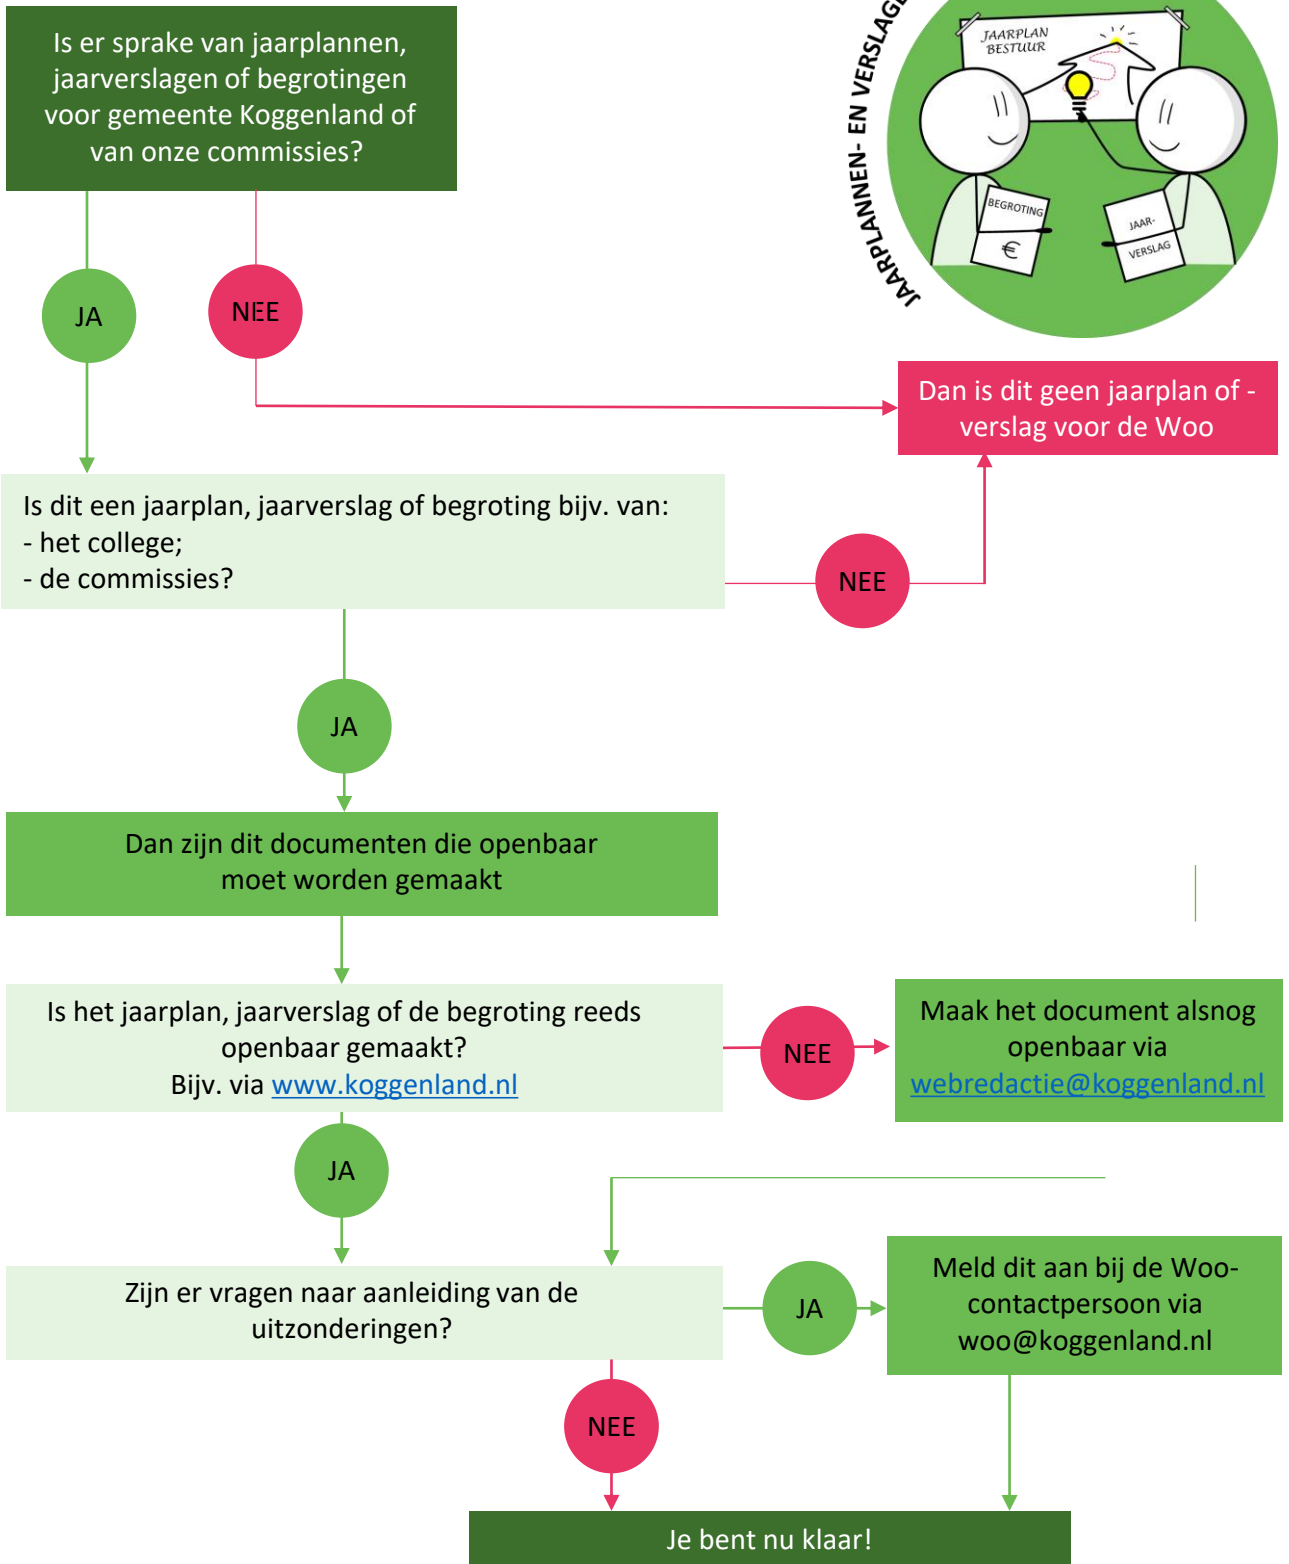 Is er sprake van jaarplannen,
jaarverslagen of begrotingen
voor gemeente Koggenland of
van onze commissies?
JAARPLANNEN- EN
JAARPLAN
BESTUUR
BEGROTING
€
JAAR-
VERSLAG
JA
NEE
Dan is dit geen jaarplan of -
verslag voor de Woo
Is dit een jaarplan, jaarverslag of begroting bijv. van:
- het college;
- de commissies?
NEE
JA
Dan zijn dit documenten die openbaar
moet worden gemaakt
Is het jaarplan, jaarverslag of de begroting reeds
openbaar gemaakt?
Bijv. via www.koggenland.nl
NEE
Maak het document alsnog
openbaar via
webredactie@koggenland.nl
JA
Zijn er vragen naar aanleiding van de
uitzonderingen?
JA
Meld dit aan bij de Woo-
contactpersoon via
woo@koggenland.nl
NEE
Je bent nu klaar!